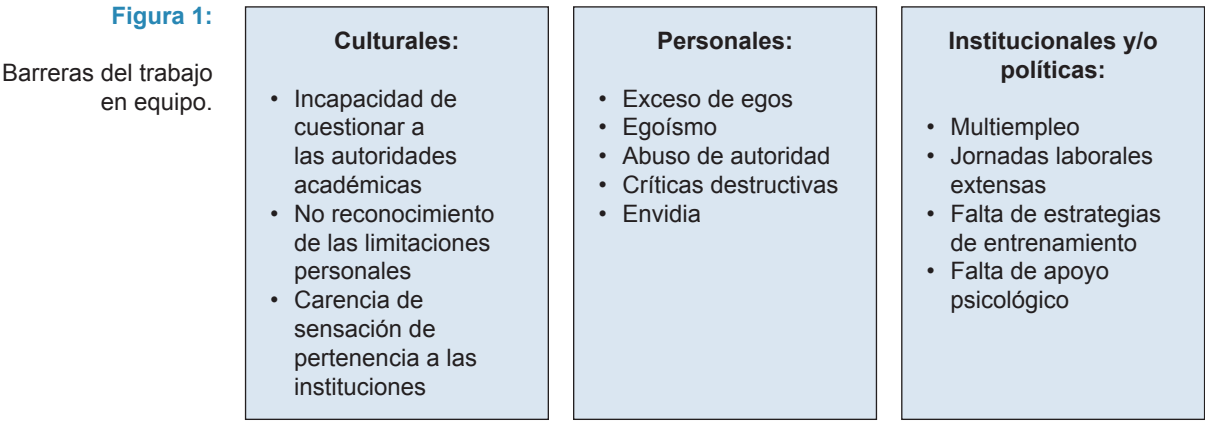 Figura 1:
Barreras del trabajo
en equipo.
Culturales:
• Incapacidad de
cuestionar a
las autoridades
académicas
• No reconocimiento
de las limitaciones
personales
• Carencia de
sensación de
pertenencia a las
instituciones
Personales:
• Exceso de egos
• Egoísmo
• Abuso de autoridad
• Críticas destructivas
• Envidia
Institucionales y/o
políticas:
• Multiempleo
• Jornadas laborales
extensas
• Falta de estrategias
de entrenamiento
• Falta de apoyo
psicológico